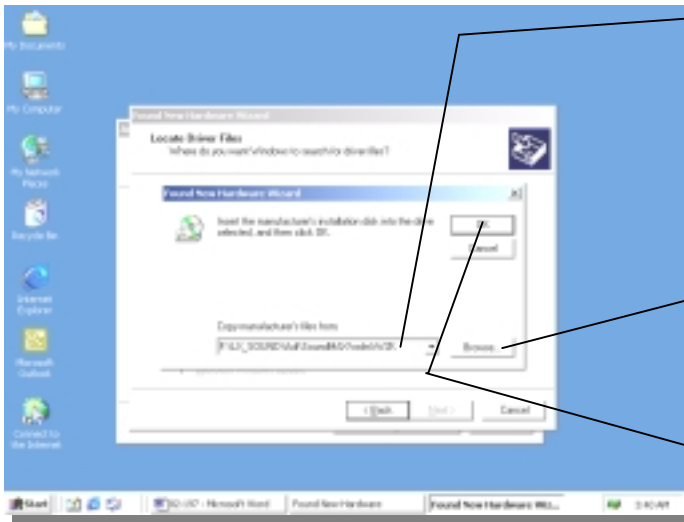 My Documents
My Computer
My Network
Places
Recycle Bin
Internet
Explorer
Microsoft
Outlook
Connect to
the Internet
Found New Hardware Wizard
Locate Driver Files
Where do you want Windows to search for driver files?
Found New Hardware Wizard
Insert the manufacturer's installation disk into the drive
selected, and then click OK.
OK
Cancel
Copy manufacturer's files from:
Browse...
< Back
Next >
Cancel
Start
- Microsoft Word
Found New Hardware
Found New Hardware Wiz...
3:40 AM